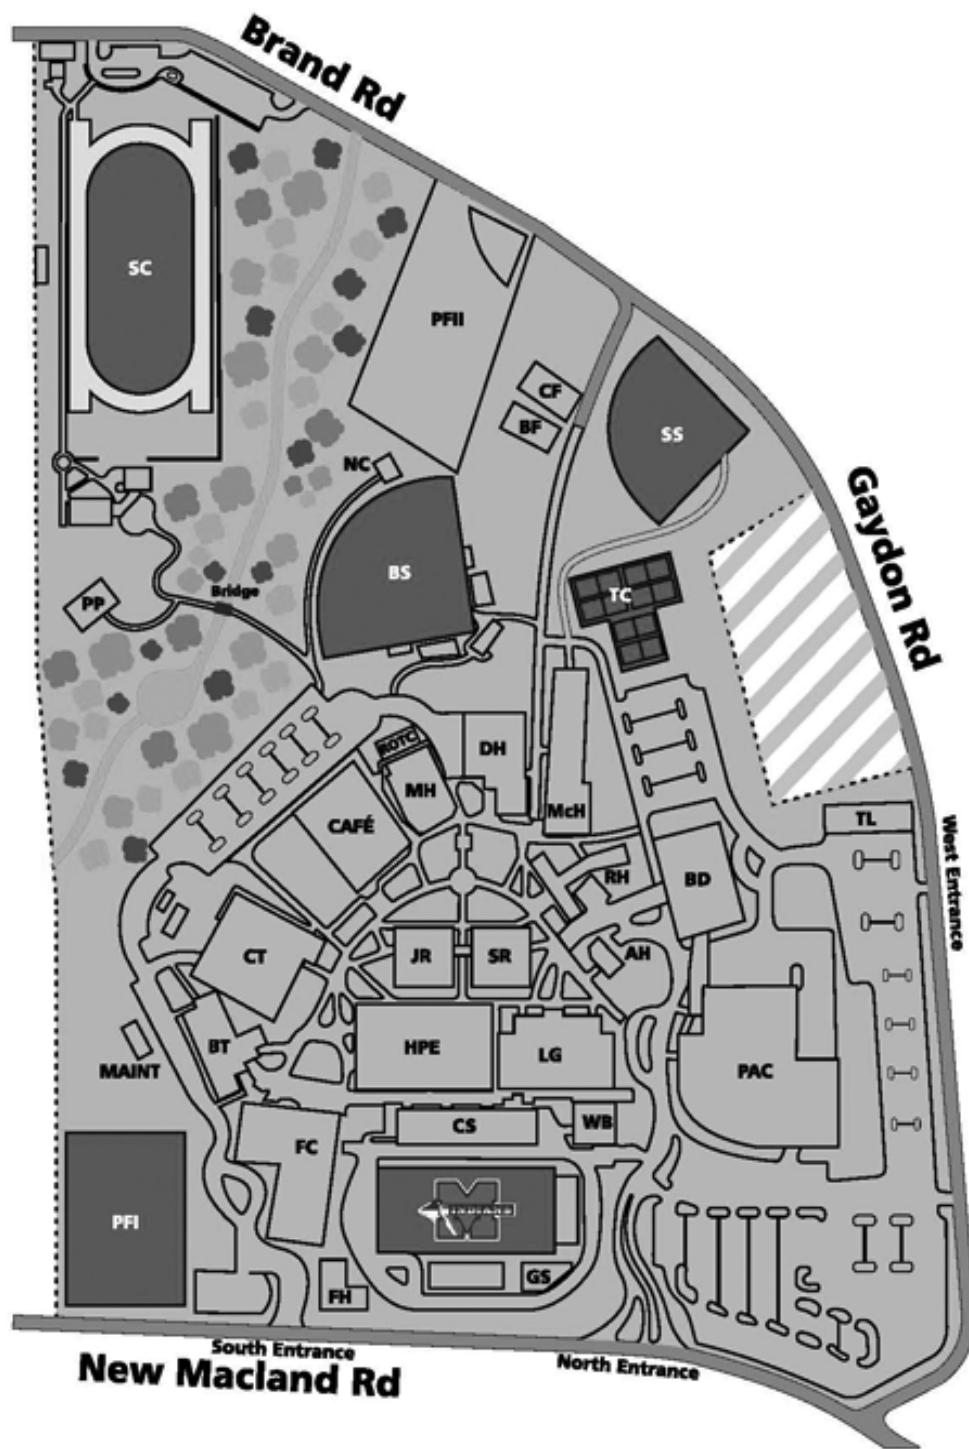 Brand Rd
SC
PFII
CF
BF
SS
NC
Gaydon Rd
BS
TC
Bridge
PP
ROTC
DH
MH
McH
TL
CAFÉ
West Entrance
RH
BD
CT
JR
SR
AH
BT
HPE
LG
MAINT
PAC
CS
WB
FC
INDIANS
PFI
GS
FH
South Entrance
North Entrance
New Macland Rd